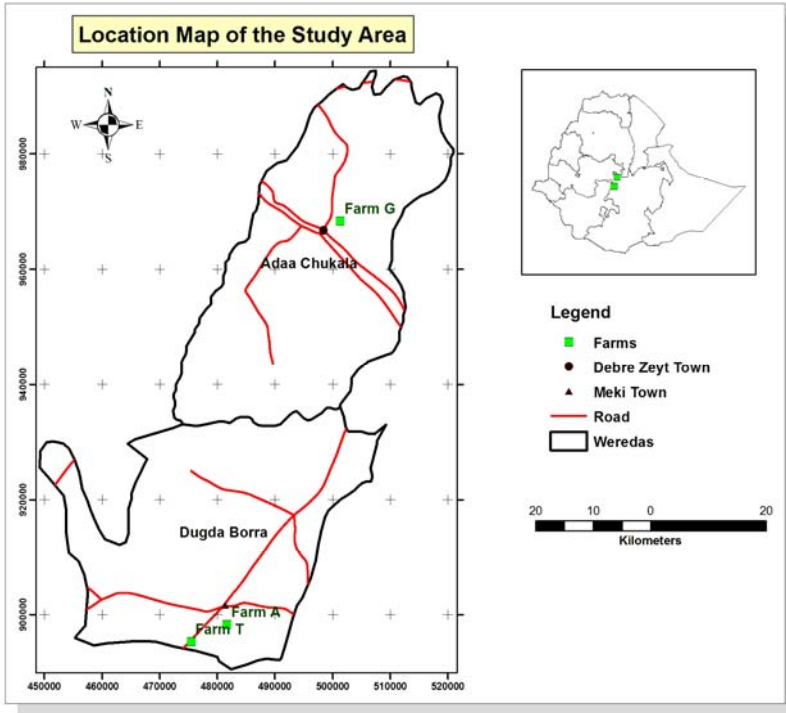 Location Map of the Study Area
N
W E
S
980000
960000
940000
920000
900000
Farm G
Adaa Chukala
Dugda Borra
Farm A
Farm T
450000 460000 470000 480000 490000 500000 510000 520000
Legend
Farms
Debre Zeyt Town
Meki Town
Road
Weredas
20 10 0 20
Kilometers